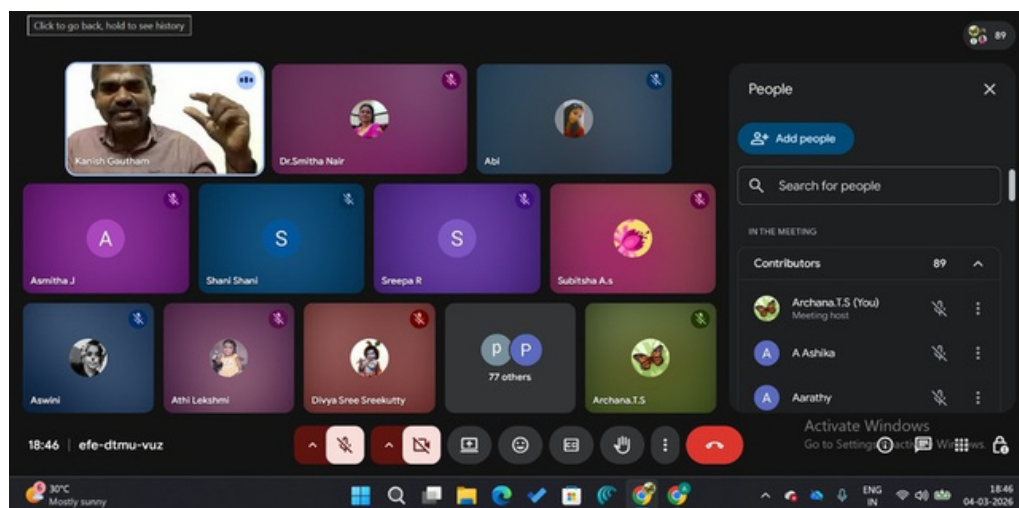 Click to go back, hold to see history
89
Kanish Gautham
Dr.Smitha Nair
Abi
A
Asmitha J
S
Shani Shani
S
Sreepa R
Subitsha A.s
Aswini
Athi Lekshmi
Divya Sree Sreekutty
p P
77 others
Archana.T.S
People
Add people
Search for people
IN THE MEETING
Contributors 89
Archana.T.S (You)
Meeting host
A A Ashika
A Aarathy
Activate Windows
Go to Settings
18:46 | efe-dtmu-vuz
30°C
Mostly sunny
ENG
IN
18:46
04-03-2026